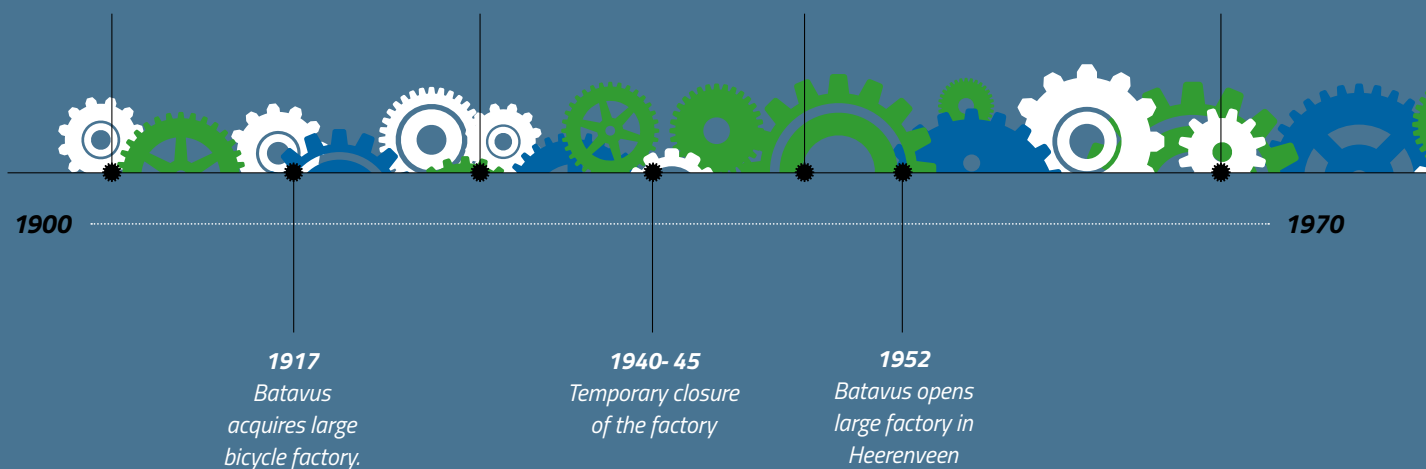 1900
1970
1917
Batavus
acquires large
bicycle factory.
1940- 45
Temporary closure
of the factory
1952
Batavus opens
large factory in
Heerenveen